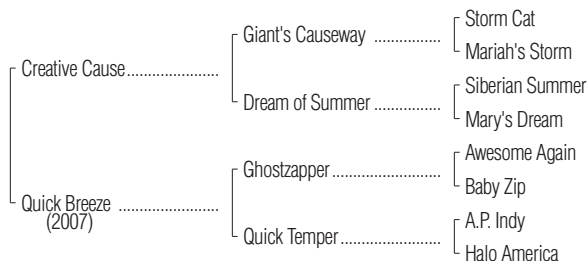 Storm Cat
Giant's Causeway ................
Mariah's Storm
Creative Cause ....................
Siberian Summer
Dream of Summer ................
Mary's Dream
Awesome Again
Ghostzapper ..........................
Baby Zip
Quick Breeze ......................
(2007)
A.P. Indy
Quick Temper ........................
Halo America